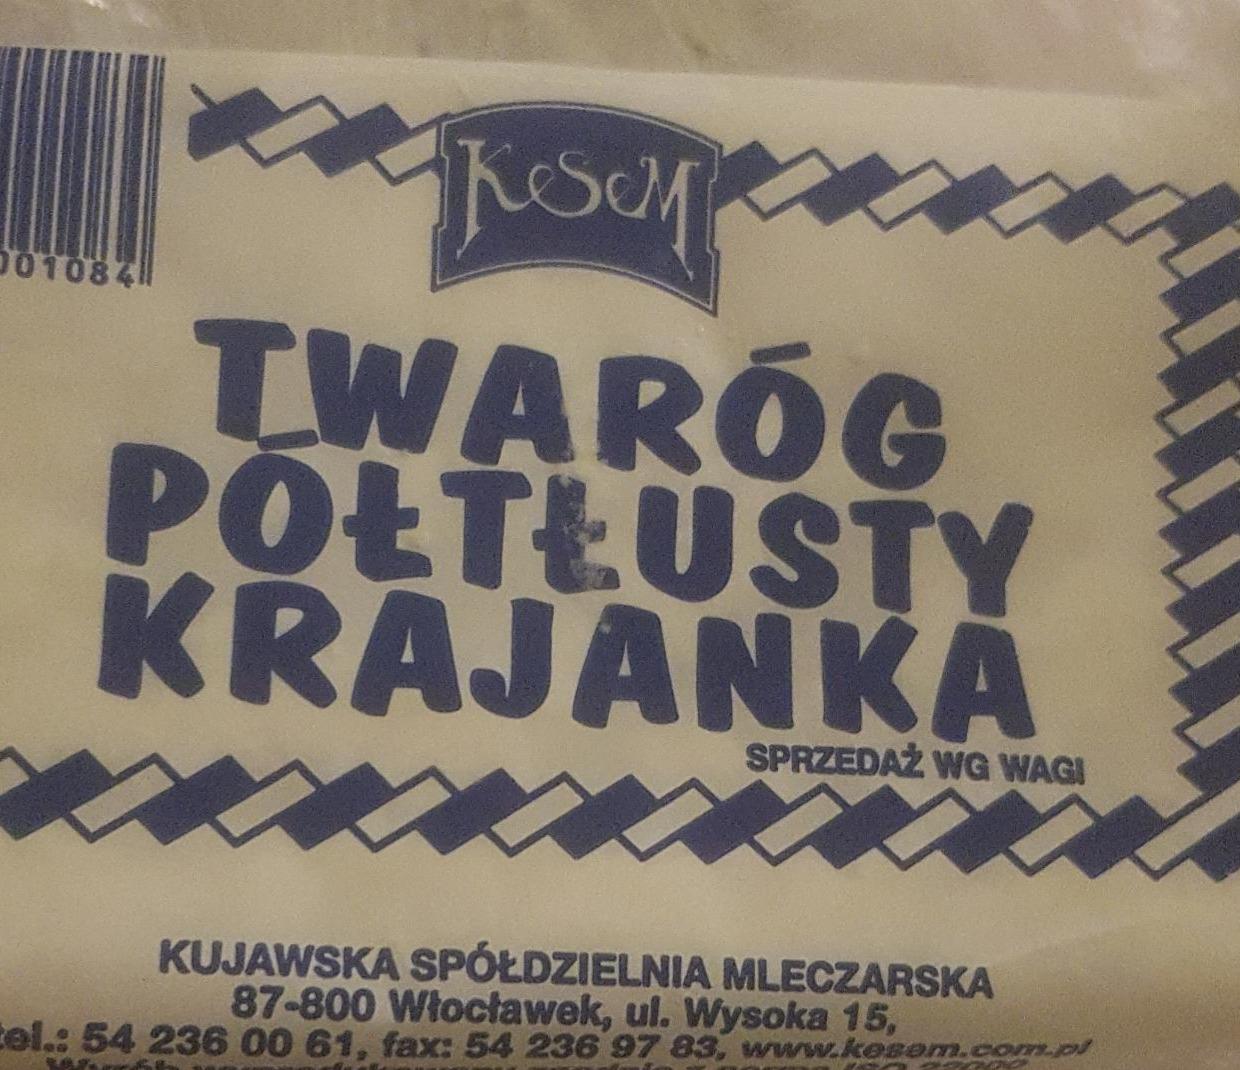 KeSeM
001084
TWARÓG
PÓŁTŁUSTY
KRAJANKA
SPRZEDAŻ WG WAGI
KUJAWSKA SPÓŁDZIELNIA MLECZARSKA
87-800 Włocławek, ul. Wysoka 15,
tel.: 54 236 00 61, fax: 54 236 97 83, www.kesem.com.pl